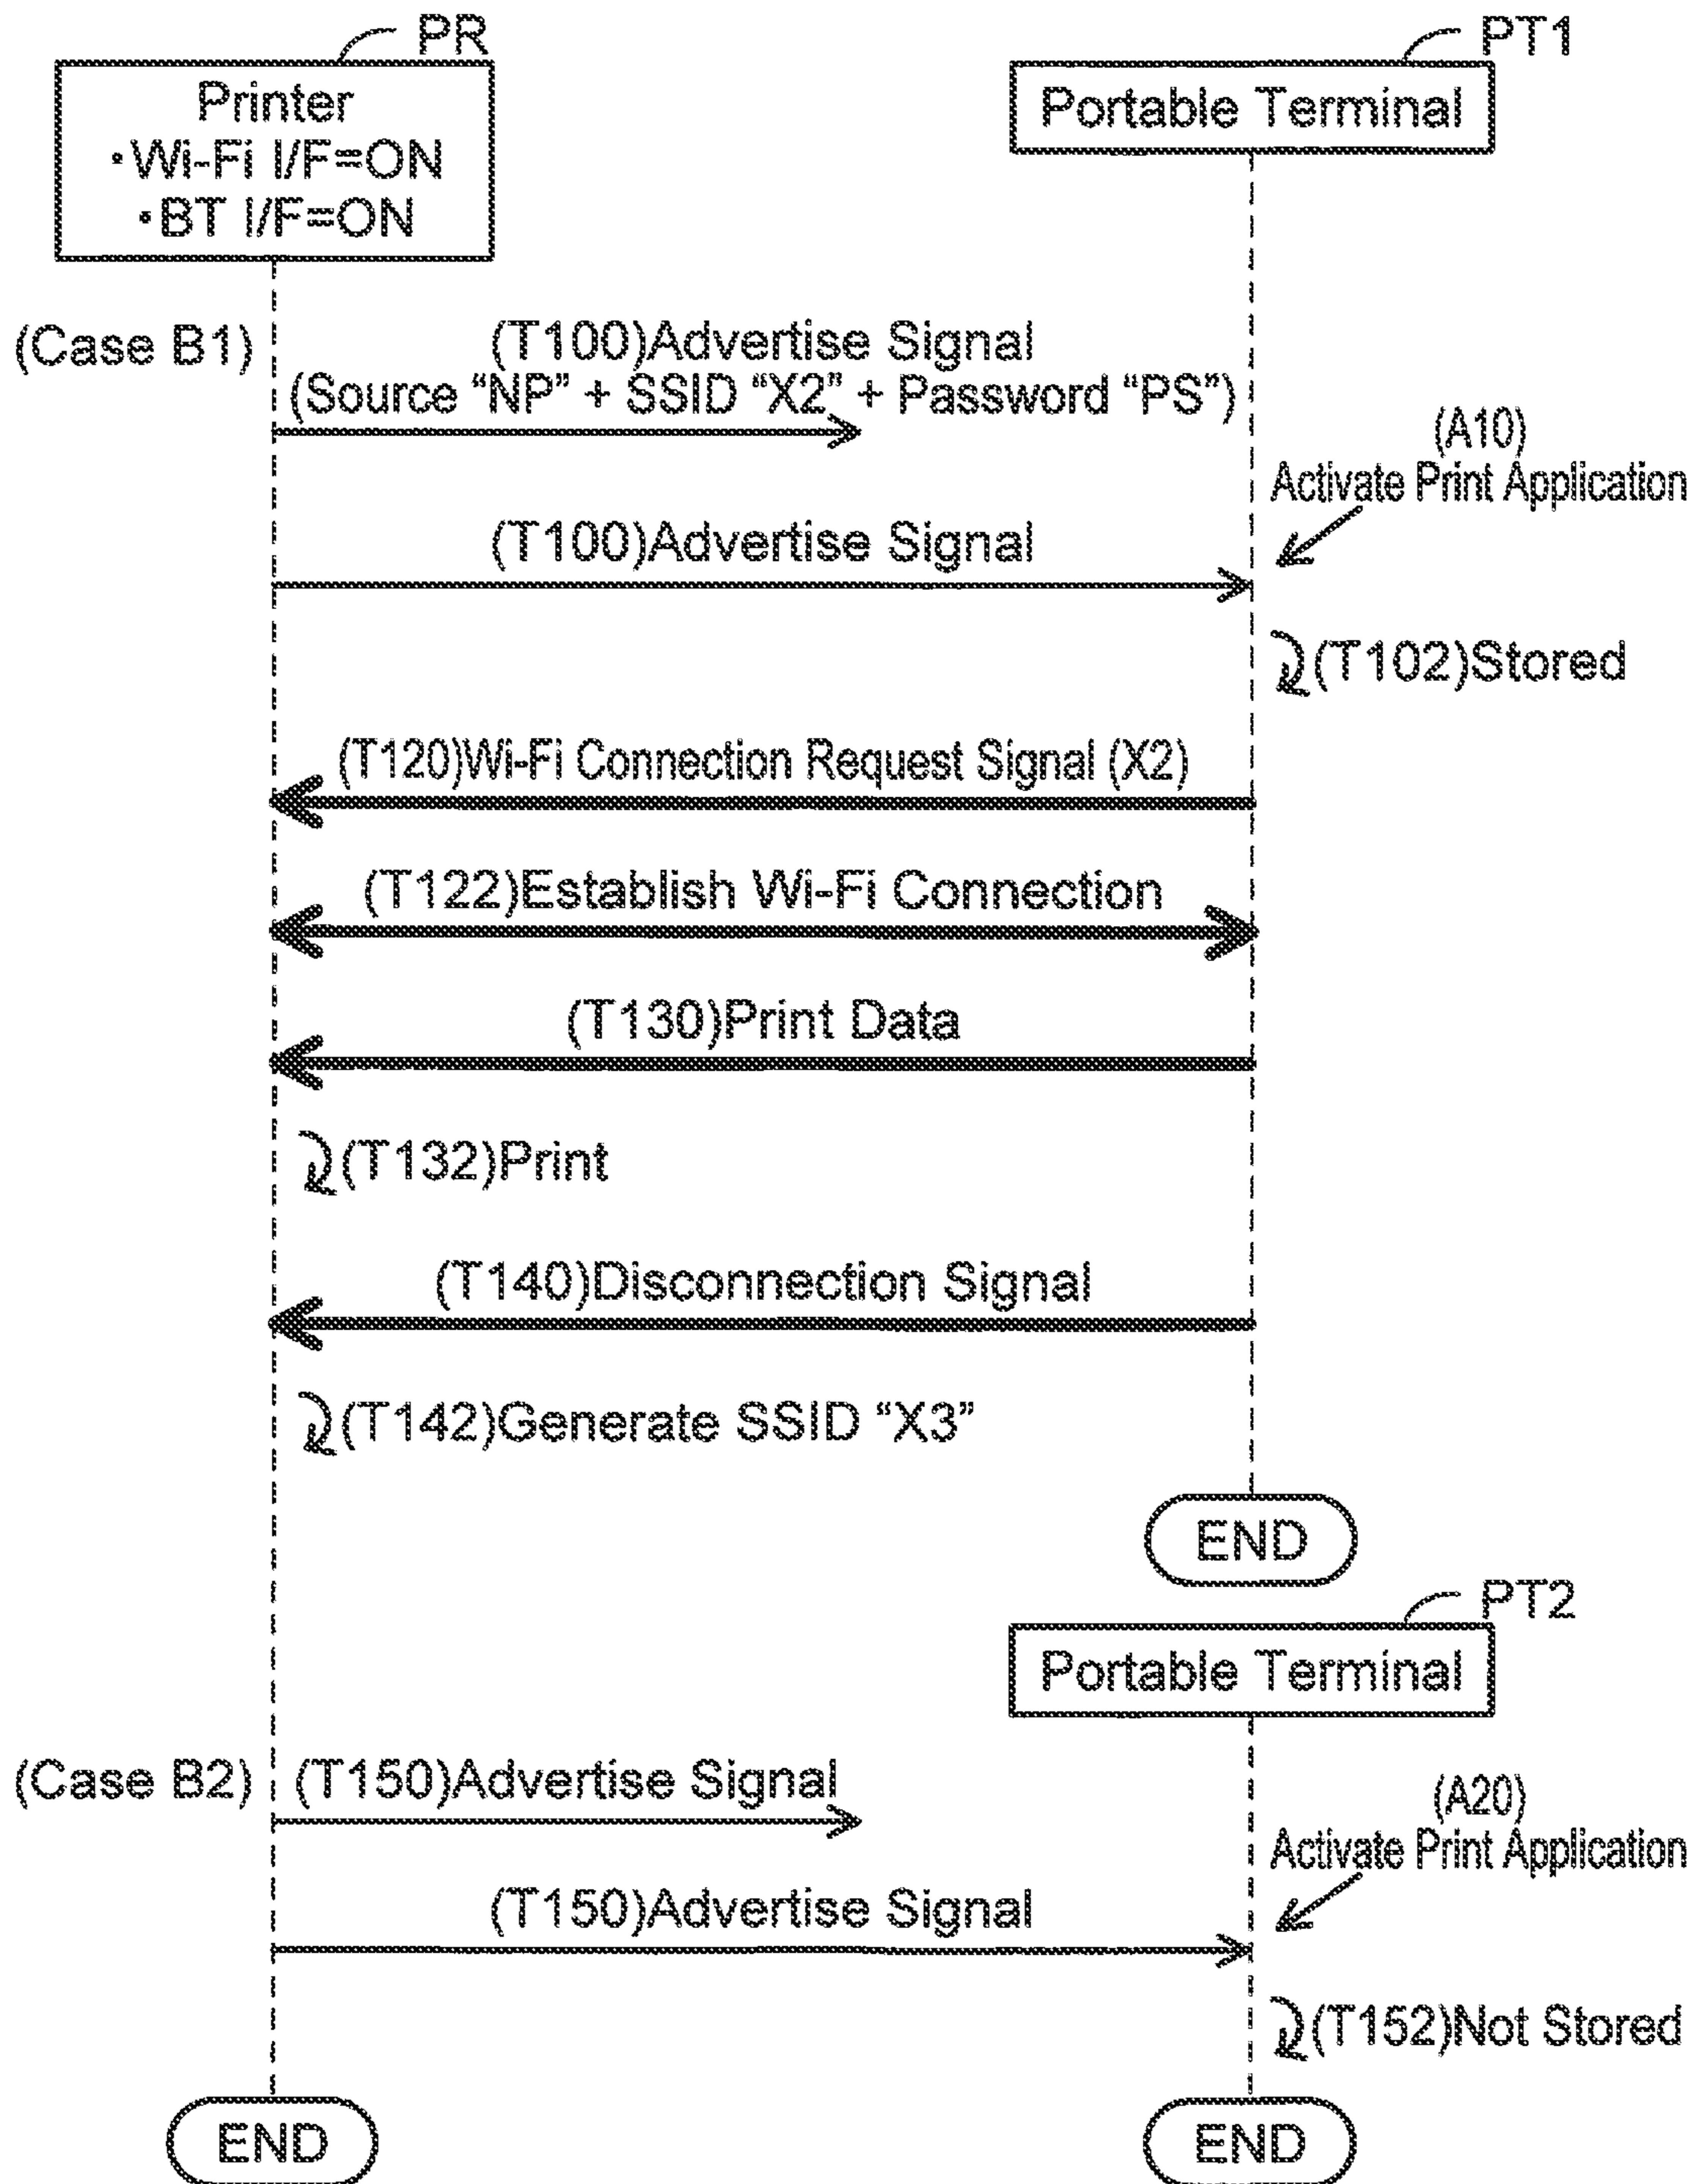 PR
PT1
Printer
•Wi-Fi I/F=ON
•BT I/F=ON
Portable Terminal
(Case B1)
(T100)Advertise Signal
(Source “NP” + SSID “X2” + Password “PS”)
(A10)
Activate Print Application
(T100)Advertise Signal
(T102)Stored
(T120)Wi-Fi Connection Request Signal (X2)
(T122)Establish Wi-Fi Connection
(T130)Print Data
(T132)Print
(T140)Disconnection Signal
(T142)Generate SSID “X3”
END
PT2
Portable Terminal
(Case B2)
(T150)Advertise Signal
(A20)
Activate Print Application
(T150)Advertise Signal
(T152)Not Stored
END
END